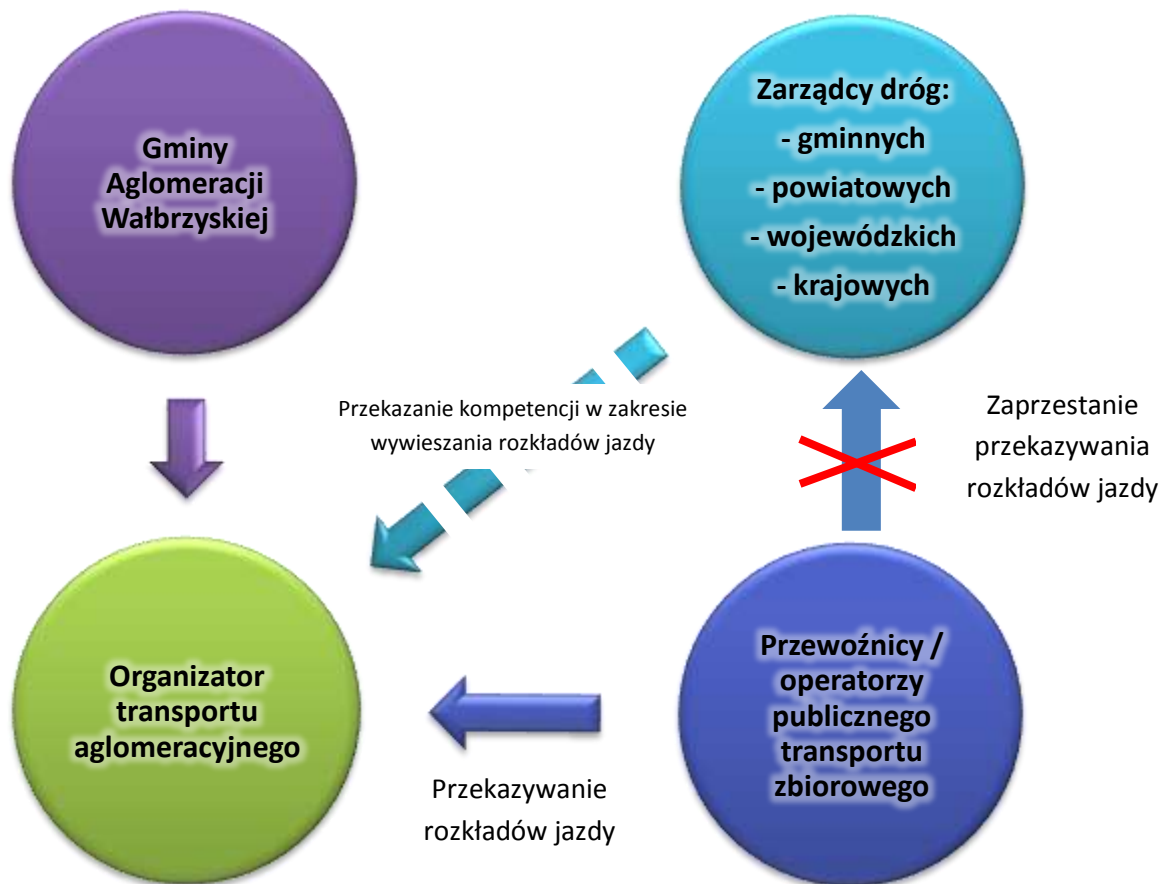 Gminy
Aglomeracji
Wałbrzyskiej
Zarządcy dróg:
- gminnych
- powiatowych
- wojewódzkich
- krajowych
Przekazanie kompetencji w zakresie
wywieszania rozkładów jazdy
Zaprzestanie
przekazywania
rozkładów jazdy
Organizator
transportu
aglomeracyjnego
Przekazywanie
rozkładów jazdy
Przewoźnicy /
operatorzy
publicznego
transportu
zbiorowego